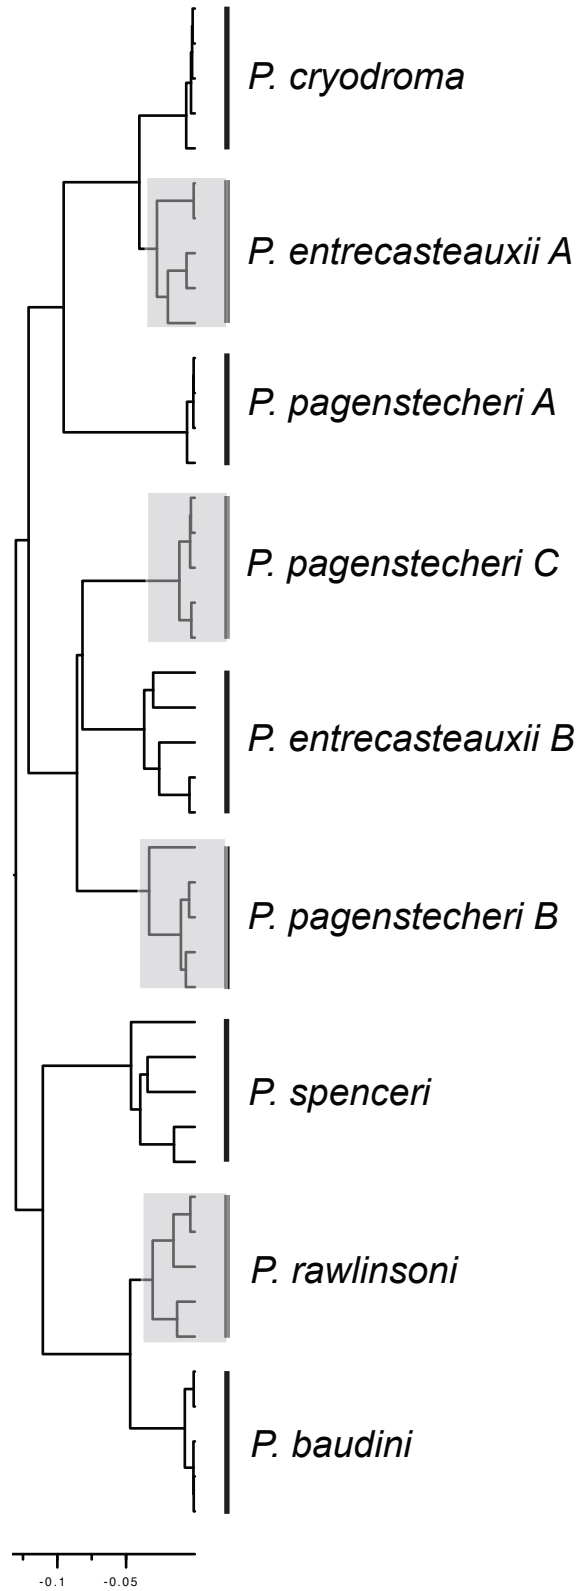 P. cryodroma
P. entrecasteauxii A
P. pagenstecheri A
P. pagenstecheri C
P. entrecasteauxii B
P. pagenstecheri B
P. spenceri
P. rawlinsoni
P. baudini
-0.1 -0.05